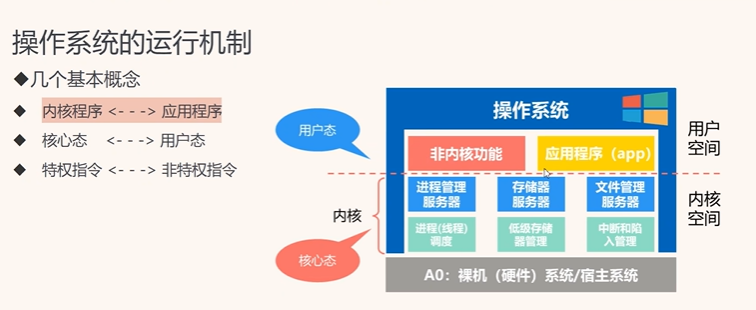 操作系统的运行机制
◆几个基本概念
◆ 内核程序 <---> 应用程序
◆ 核心态 <---> 用户态
◆ 特权指令 <---> 非特权指令
用户态
内核
核心态
操作系统
非内核功能
应用程序（app）
进程管理
服务器
存储器
服务器
文件管理
服务器
进程(线程)
调度
低级存储
器管理
中断和陷
入管理
A0：裸机（硬件）系统/宿主系统
用户
空间
内核
空间